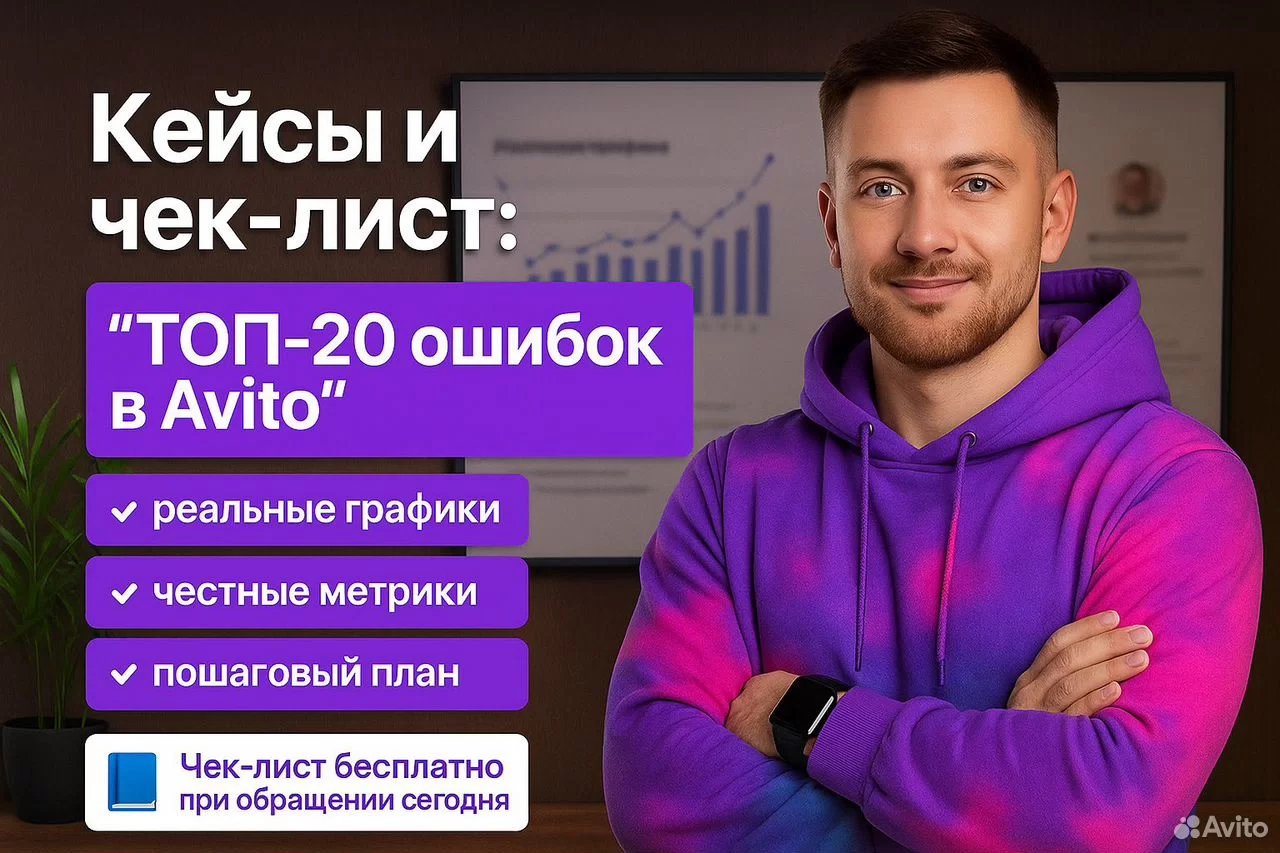 Кейсы и
чек-лист:
"ТОП-20 ошибок
в Avito"
реальные графики
честные метрики
пошаговый план
Чек-лист бесплатно
при обращении сегодня
Avito